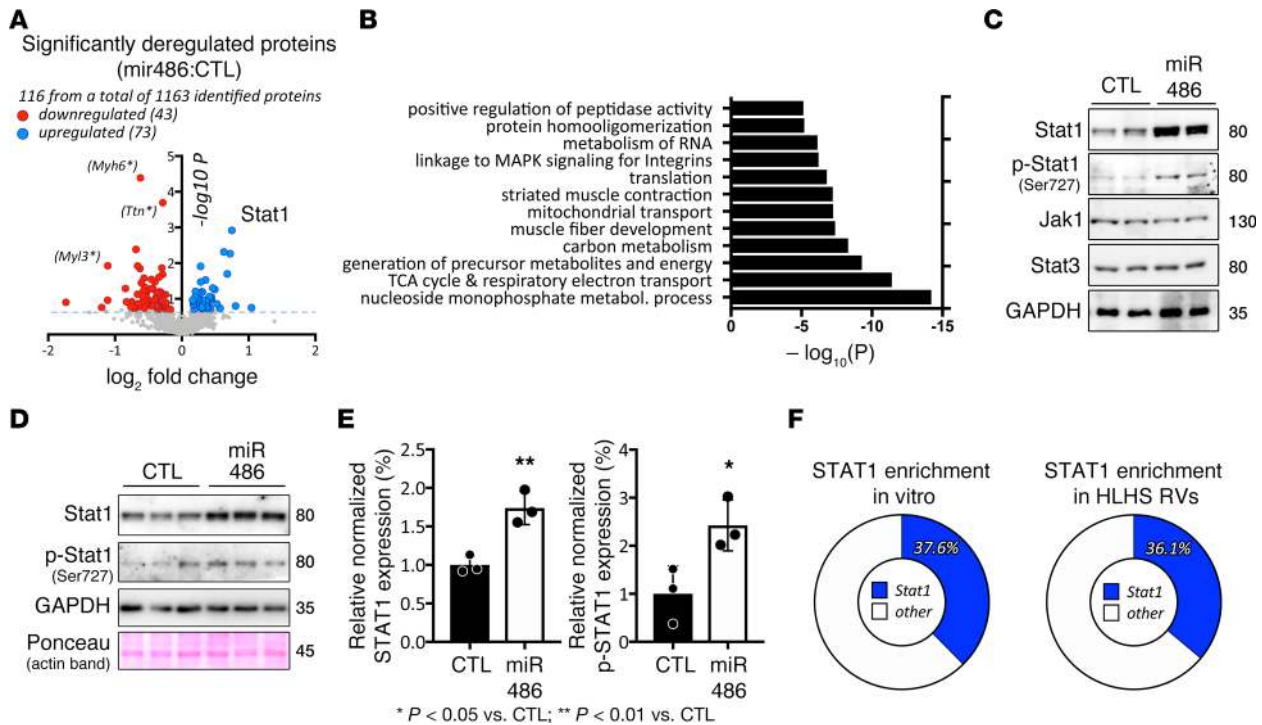 A
Significantly deregulated proteins
(mir486:CTL)
116 from a total of 1163 identified proteins
downregulated (43)
upregulated (73)
(Myh6*)
(Ttn*)
(Myl3*)
-log10 P
Stat1
5
4
3
2
1
0
-2
-1
0
1
2
log2 fold change
B
positive regulation of peptidase activity
protein homooligomerization
metabolism of RNA
linkage to MAPK signaling for Integrins
translation
striated muscle contraction
mitochondrial transport
muscle fiber development
carbon metabolism
generation of precursor metabolites and energy
TCA cycle & respiratory electron transport
nucleoside monophosphate metabol. process
0
-5
-10
-15
– log10(P)
C
CTL
miR
486
Stat1
80
p-Stat1
(Ser727)
80
Jak1
130
Stat3
80
GAPDH
35
D
CTL
miR
486
Stat1
80
p-Stat1
(Ser727)
80
GAPDH
35
Ponceau
(actin band)
45
E
Relative normalized
STAT1 expression (%)
2.5
2.0
1.5
1.0
0.5
0.0
**
CTL
miR
486
Relative normalized
p-STAT1 expression (%)
4
3
2
1
0
*
CTL
miR
486
* P < 0.05 vs. CTL; ** P < 0.01 vs. CTL
F
STAT1 enrichment
in vitro
37.6%
Stat1
other
STAT1 enrichment
in HLHS RVs
36.1%
Stat1
other